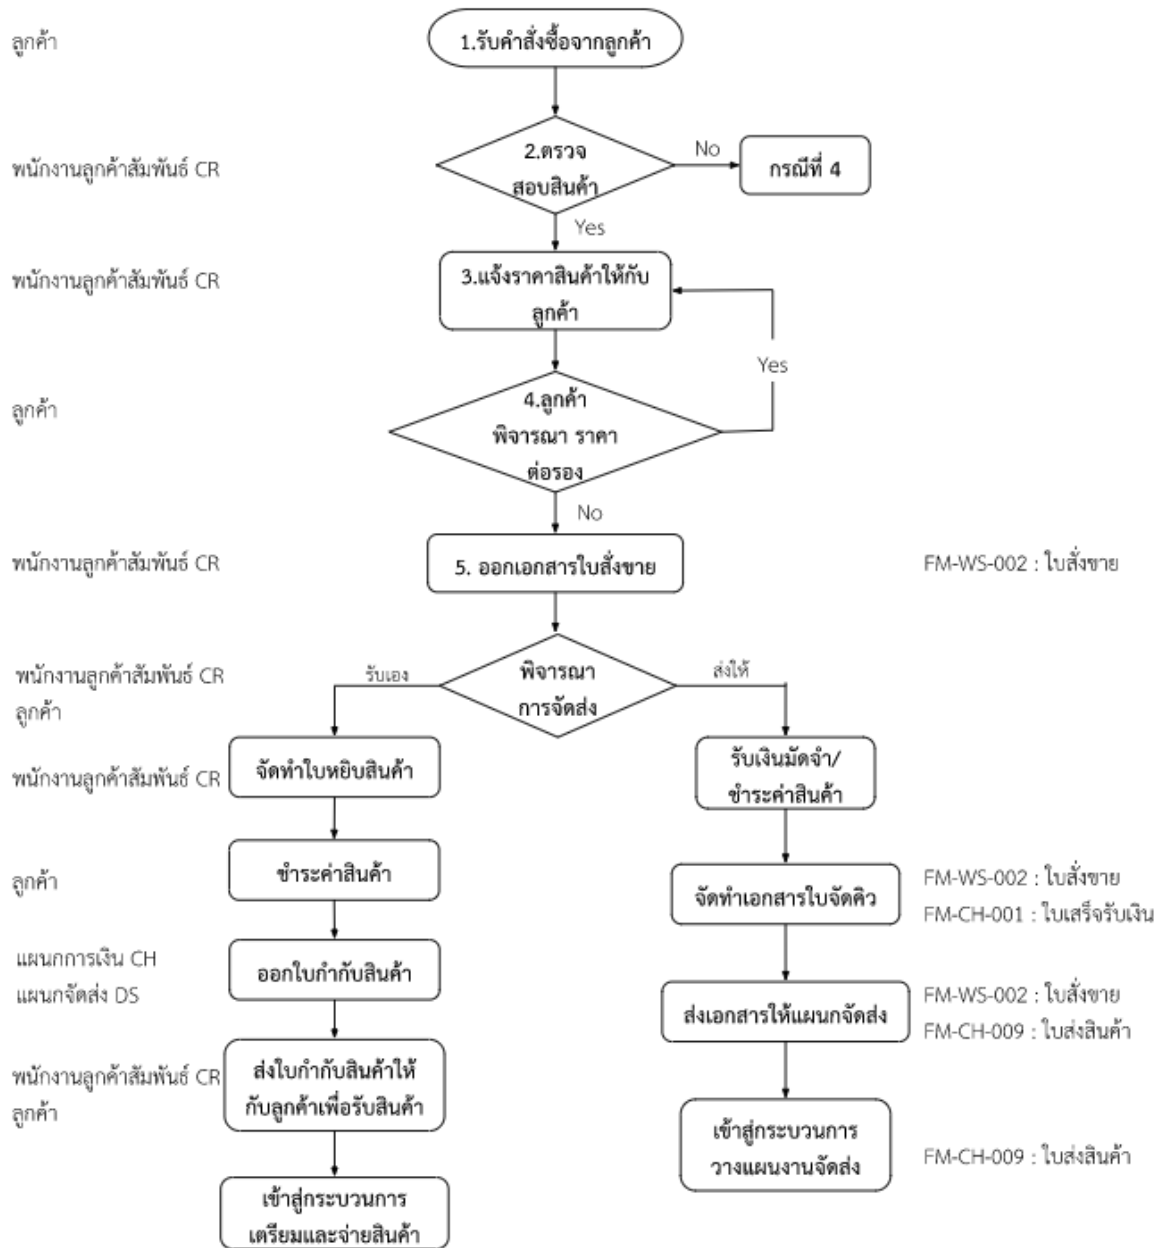 ลูกค้า
1.รับคำสั่งซื้อจากลูกค้า
พนักงานลูกค้าสัมพันธ์ CR
2.ตรวจ
สอบสินค้า
No
กรณีที่ 4
Yes
พนักงานลูกค้าสัมพันธ์ CR
3.แจ้งราคาสินค้าให้กับ
ลูกค้า
Yes
ลูกค้า
4.ลูกค้า
พิจารณา ราคา
ต่อรอง
No
พนักงานลูกค้าสัมพันธ์ CR
5. ออกเอกสารใบสั่งขาย
FM-WS-002 : ใบสั่งขาย
พนักงานลูกค้าสัมพันธ์ CR
ลูกค้า
รับเอง
พิจารณา
การจัดส่ง
ส่งให้
พนักงานลูกค้าสัมพันธ์ CR
จัดทำใบหยิบสินค้า
รับเงินมัดจำ/
ชำระค่าสินค้า
ลูกค้า
ชำระค่าสินค้า
จัดทำเอกสารใบจัดคิว
FM-WS-002 : ใบสั่งขาย
FM-CH-001 : ใบเสร็จรับเงิน
แผนกการเงิน CH
แผนกจัดส่ง DS
ออกใบกำกับสินค้า
ส่งเอกสารให้แผนกจัดส่ง
FM-WS-002 : ใบสั่งขาย
FM-CH-009 : ใบส่งสินค้า
พนักงานลูกค้าสัมพันธ์ CR
ลูกค้า
ส่งใบกำกับสินค้าให้
กับลูกค้าเพื่อรับสินค้า
เข้าสู่กระบวนการ
วางแผนงานจัดส่ง
FM-CH-009 : ใบส่งสินค้า
เข้าสู่กระบวนการ
เตรียมและจ่ายสินค้า